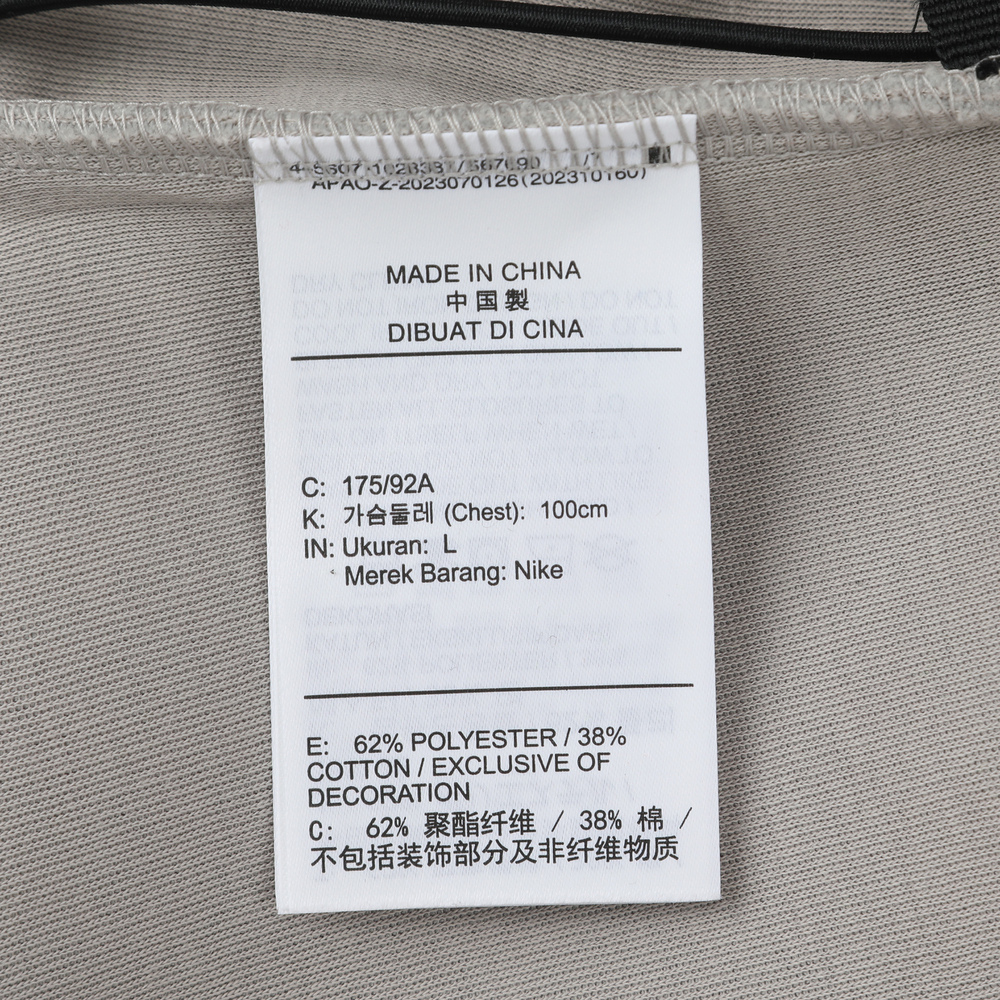 APAO-Z-2023070126(202310160)
MADE IN CHINA
中国製
DIBUAT DI CINA
C: 175/92A
K: 가슴둘레 (Chest): 100cm
IN: Ukuran: L
Merek Barang: Nike
E: 62% POLYESTER / 38%
COTTON / EXCLUSIVE OF
DECORATION
C: 62% 聚酯纤维 / 38% 棉 /
不包括装饰部分及非纤维物质